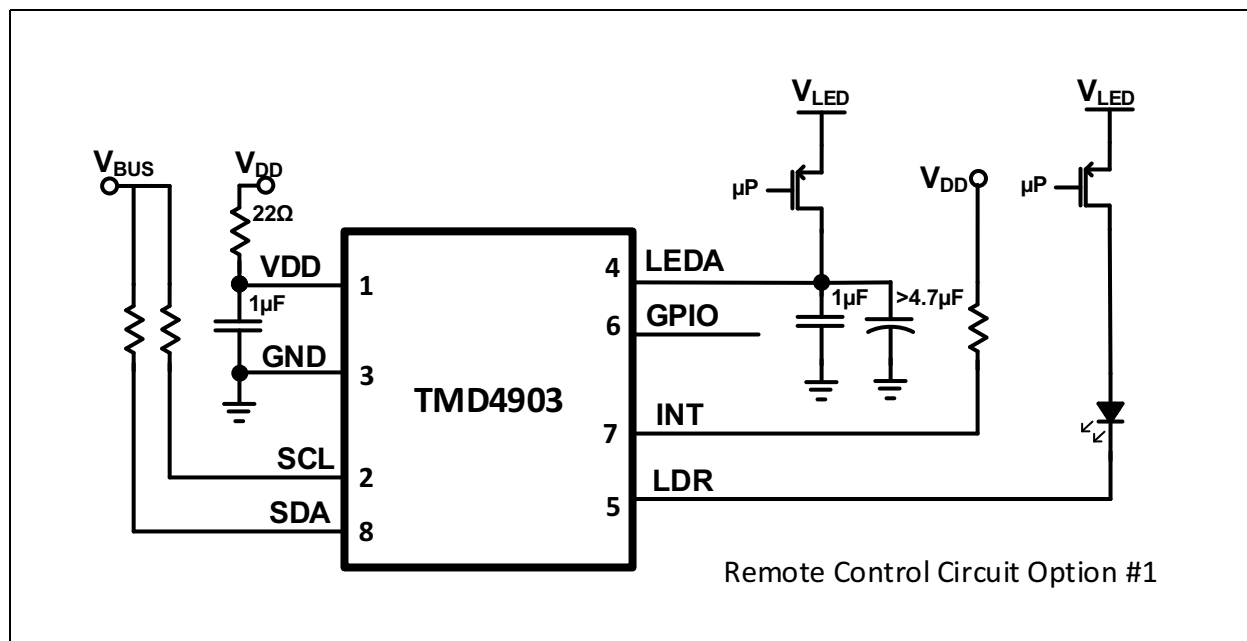 VLED
VLED
VBUS
VDD
VDD
µP
µP
22Ω
VDD
1
4
LEDA
1µF
1µF
>4.7µF
6
GPIO
GND
3
TMD4903
INT
7
SCL
2
LDR
5
SDA
8
Remote Control Circuit Option #1